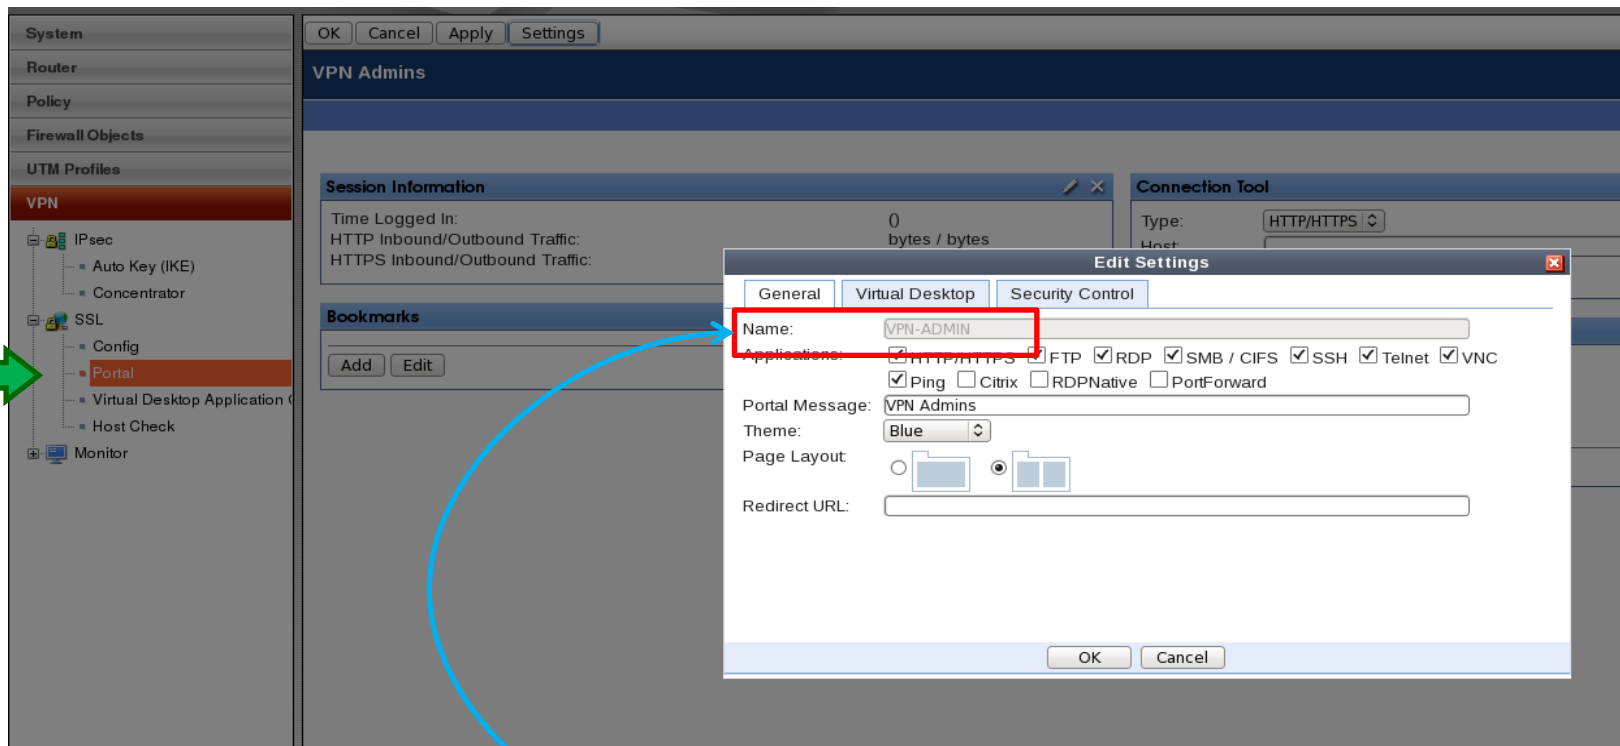 System
Router
Policy
Firewall Objects
UTM Profiles
VPN
IPsec
Auto Key (IKE)
Concentrator
SSL
Config
Portal
Virtual Desktop Application
Host Check
Monitor
OK Cancel Apply Settings
VPN Admins
Session Information
Time Logged In: ()
HTTP Inbound/Outbound Traffic: bytes / bytes
HTTPS Inbound/Outbound Traffic:
Bookmarks
Add Edit
Connection Tool
Type: HTTP/HTTPS
Host:
Edit Settings
General Virtual Desktop Security Control
Name: VPN-ADMIN
Applications: HTTP/HTTPS FTP RDP SMB / CIFS SSH Telnet VNC
Ping Citrix RDPNative PortForward
Portal Message: VPN Admins
Theme: Blue
Page Layout:
Redirect URL:
OK Cancel